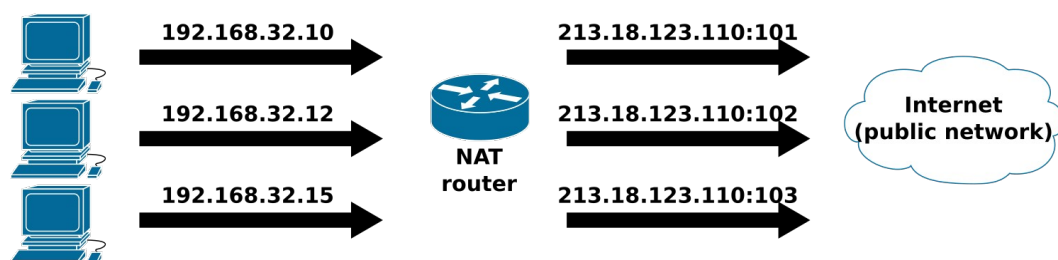 192.168.32.10
213.18.123.110:101
192.168.32.12
213.18.123.110:102
Internet
(public network)
NAT
router
192.168.32.15
213.18.123.110:103